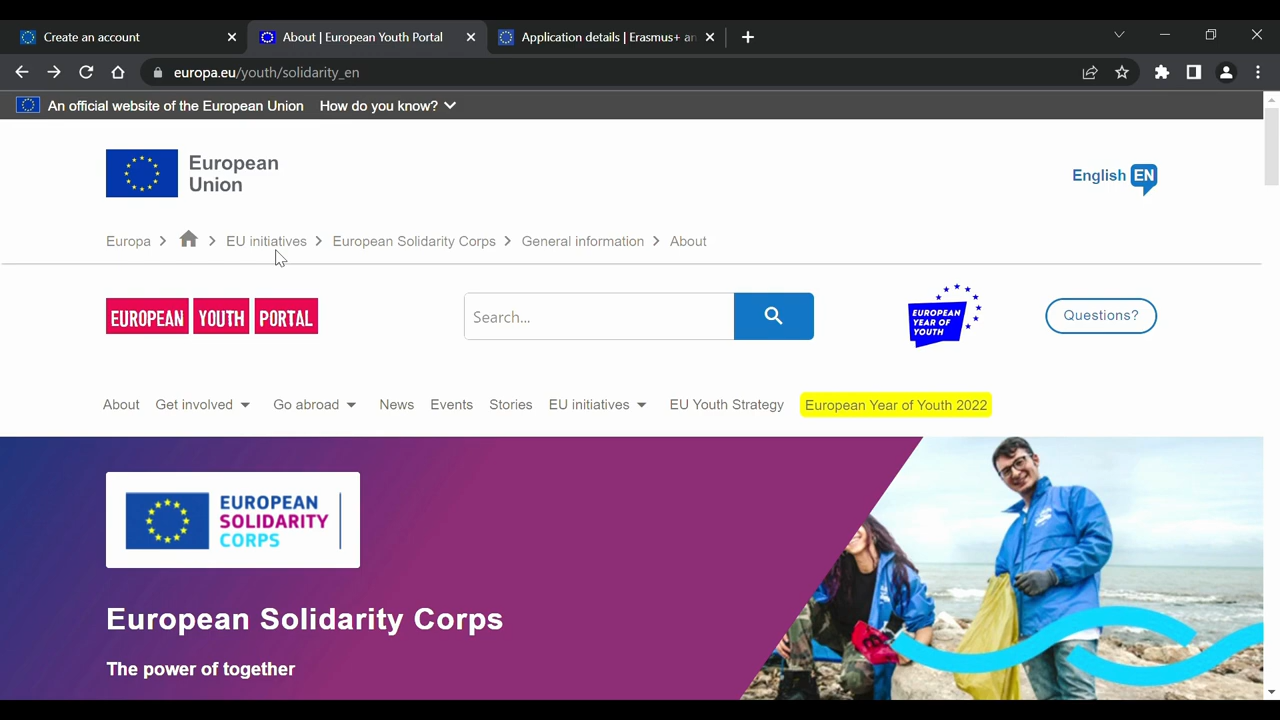 Create an account
About | European Youth Portal
Application details | Erasmus+ an
europa.eu/youth/solidarity_en
An official website of the European Union How do you know?
European
Union
English EN
Europa > > EU initiatives > European Solidarity Corps > General information > About
EUROPEAN YOUTH PORTAL
Search...
EUROPEAN
YEAR OF
YOUTH
Questions?
About Get involved Go abroad News Events Stories EU initiatives EU Youth Strategy European Year of Youth 2022
EUROPEAN
SOLIDARITY
CORPS
European Solidarity Corps
The power of together